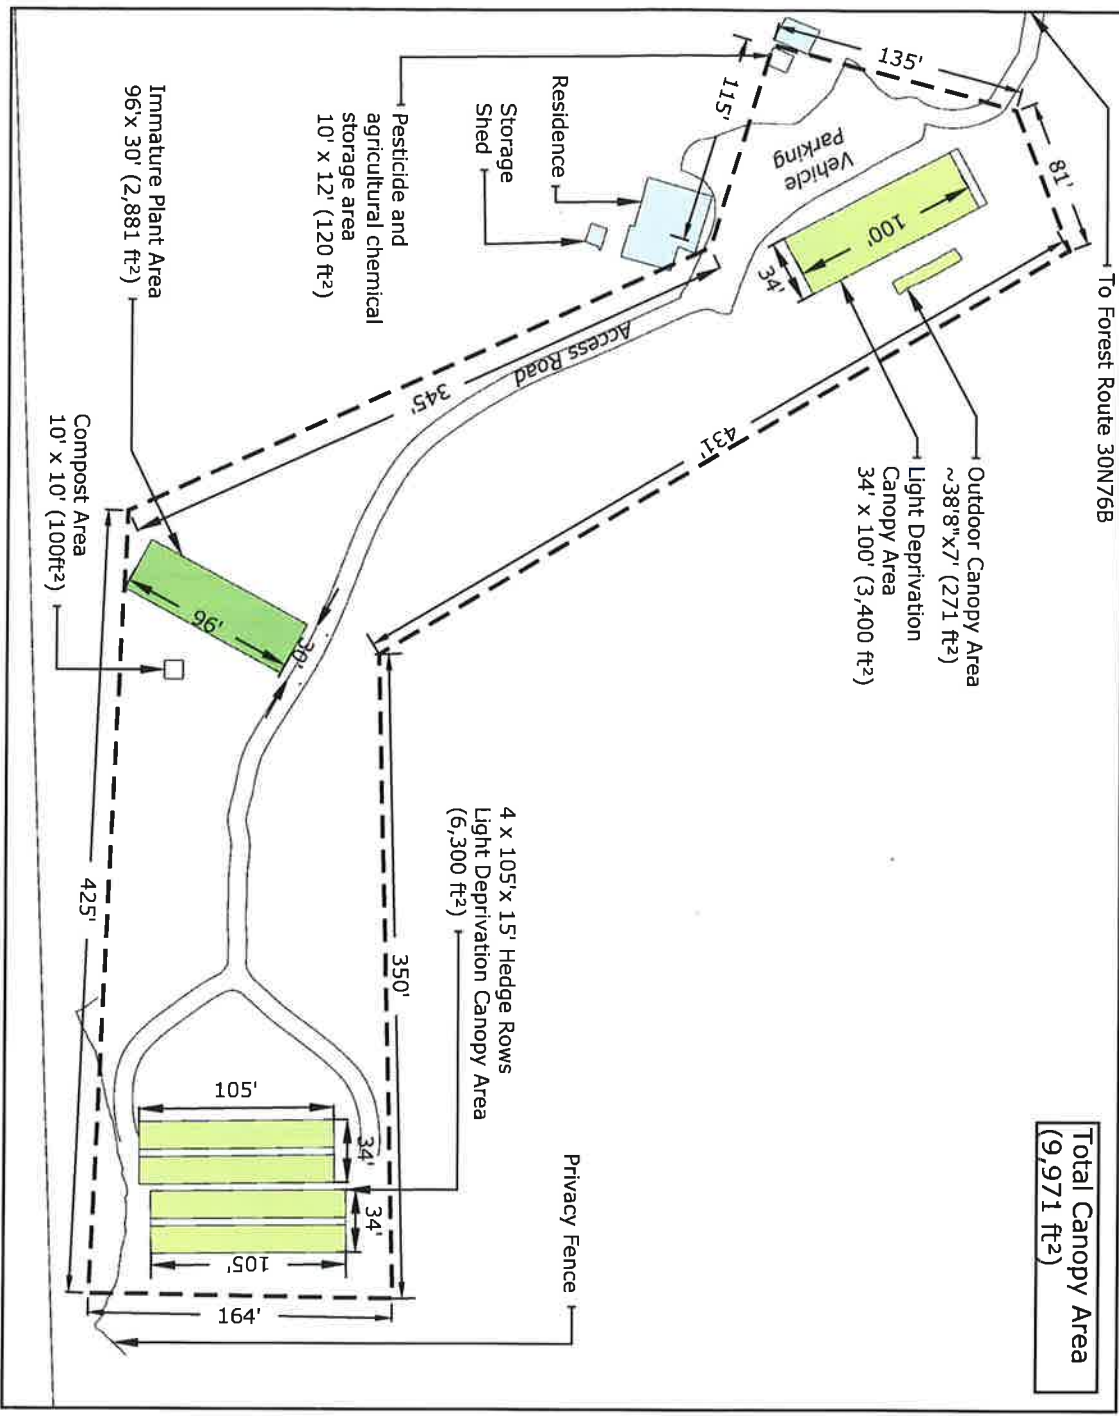 Total Canopy Area
(9,971 ft²)
To Forest Route 30N76B
Outdoor Canopy Area
~38'8"x7' (271 ft²)
Light Deprivation
Canopy Area
34' x 100' (3,400 ft²)
81'
135'
115'
Vehicle
Parking
100'
34'
Residence
Storage
Shed
Pesticide and
agricultural chemical
storage area
10' x 12' (120 ft²)
Immature Plant Area
96'x 30' (2,881 ft²)
Access Road
345'
431'
Compost Area
10' x 10' (100ft²)
96'
30'
4 x 105'x 15' Hedge Rows
Light Deprivation Canopy Area
(6,300 ft²)
350'
425'
105'
34'
34'
105'
164'
Privacy Fence